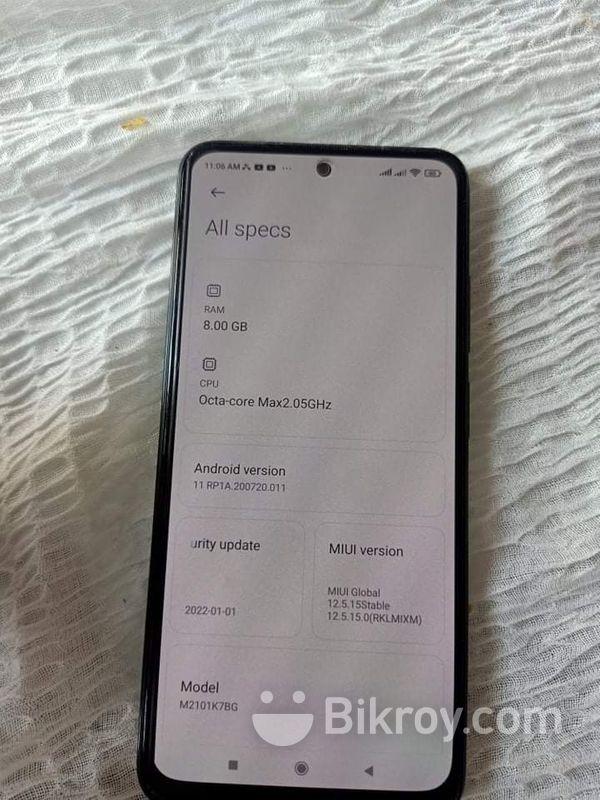 11:06 AM
All specs
RAM
8.00 GB
CPU
Octa-core Max2.05GHz
Android version
11 RP1A.200720.011
urity update
2022-01-01
MIUI version
MIUI Global
12.5.15Stable
12.5.15.0(RKLMIXM)
Model
M2101K7BG
Bikroy.com